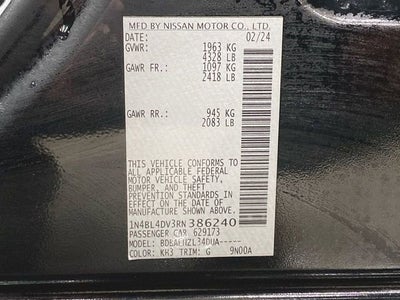 MFD BY NISSAN MOTOR CO., LTD.
DATE: 02/24
GVWR: 1963 KG
4328 LB
GAWR FR.: 1097 KG
2418 LB
GAWR RR: 945 KG
2083 LB
THIS VEHICLE CONFORMS TO
ALL APPLICABLE FEDERAL
MOTOR VEHICLE SAFETY,
BUMPER, AND THEFT
PREVENTION STANDARDS IN
EFFECT ON THE DATE OF
MANUFACTURE SHOWN ABOVE.
1N4BL4DV3RN386240
PASSENGER CAR 629173
MODEL:
COLOR: KH3 TRIM: G 9N00A